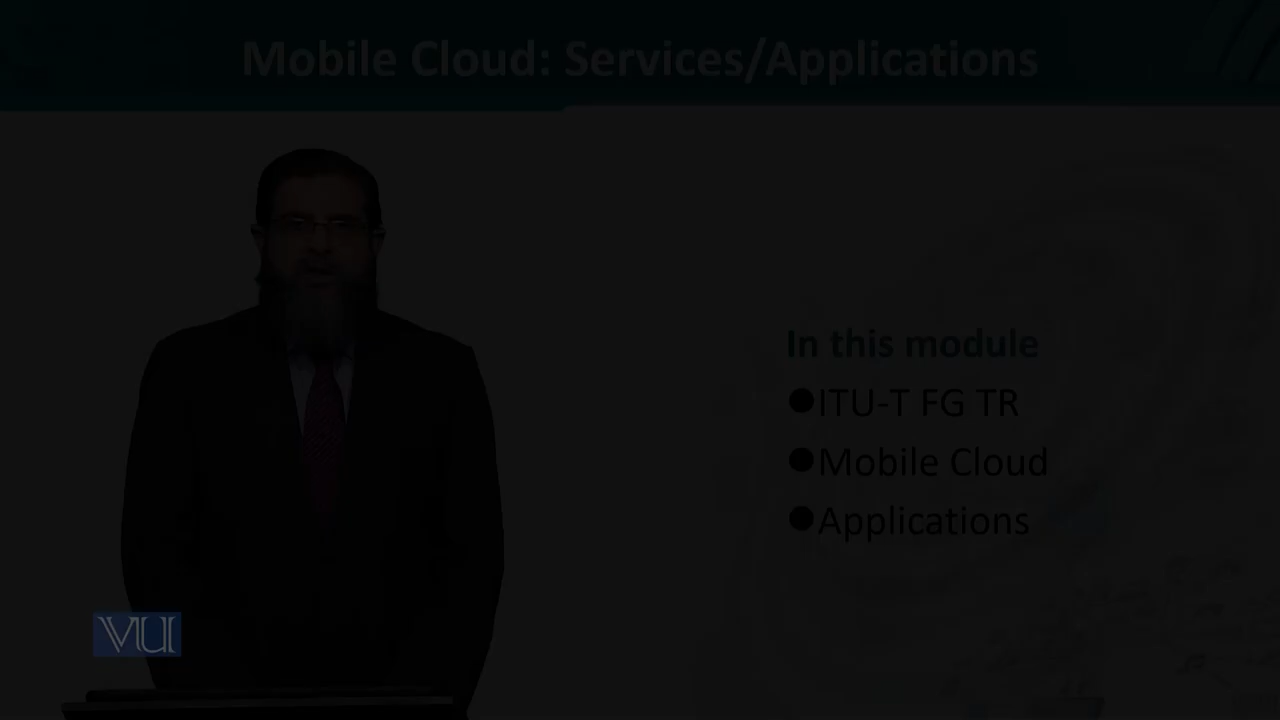 Mobile Cloud: Services/Applications
In this module
●ITU-T FG TR
●Mobile Cloud
●Applications
VU